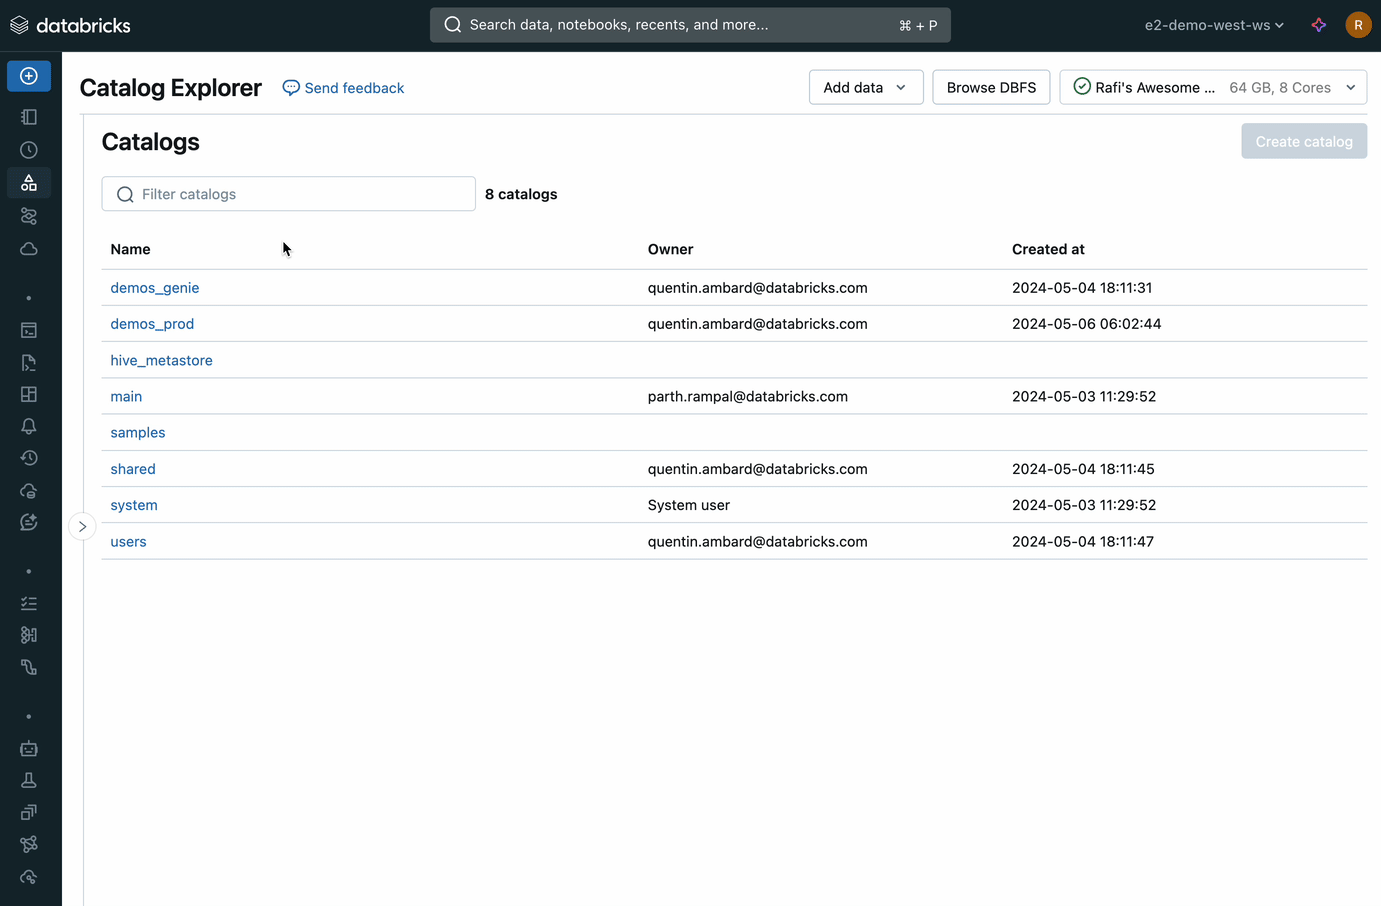 databricks
Search data, notebooks, recents, and more... ⌘ + P
e2-demo-west-ws
R
Catalog Explorer
Send feedback
Add data
Browse DBFS
Rafi's Awesome ... 64 GB, 8 Cores
Catalogs
Create catalog
Filter catalogs
8 catalogs
Name Owner Created at
demos_genie quentin.ambard@databricks.com 2024-05-04 18:11:31
demos_prod quentin.ambard@databricks.com 2024-05-06 06:02:44
hive_metastore
main parth.rampal@databricks.com 2024-05-03 11:29:52
samples
shared quentin.ambard@databricks.com 2024-05-04 18:11:45
system System user 2024-05-03 11:29:52
users quentin.ambard@databricks.com 2024-05-04 18:11:47